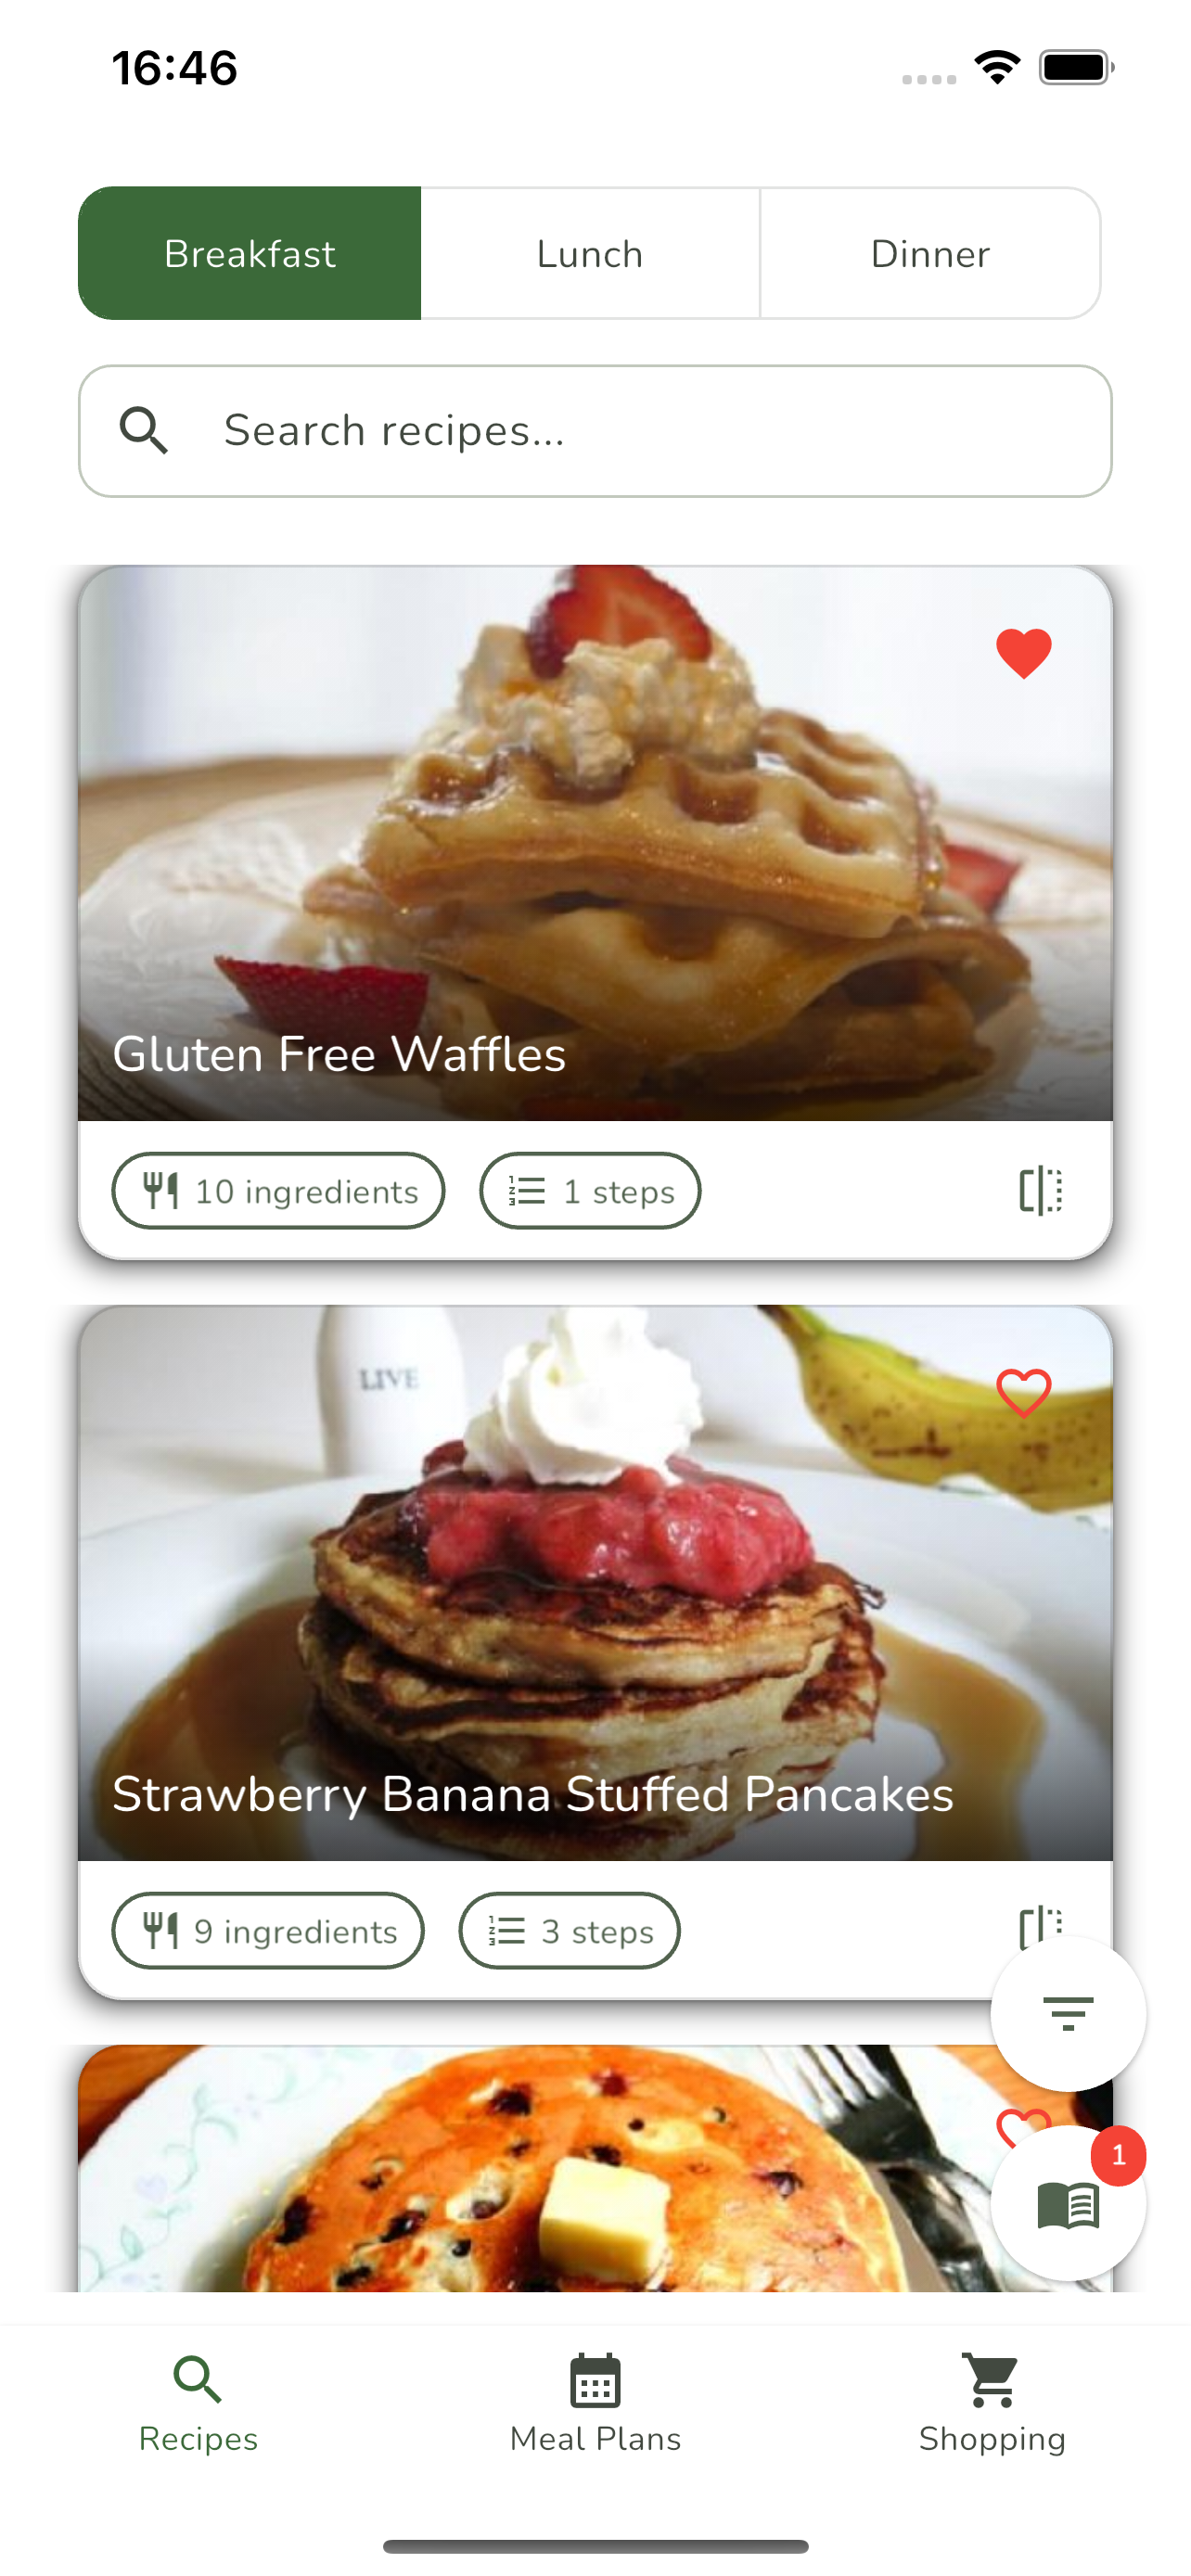 16:46
Breakfast
Lunch
Dinner
Search recipes...
Gluten Free Waffles
10 ingredients
1 steps
LIVE
Strawberry Banana Stuffed Pancakes
9 ingredients
3 steps
1
Recipes
Meal Plans
Shopping